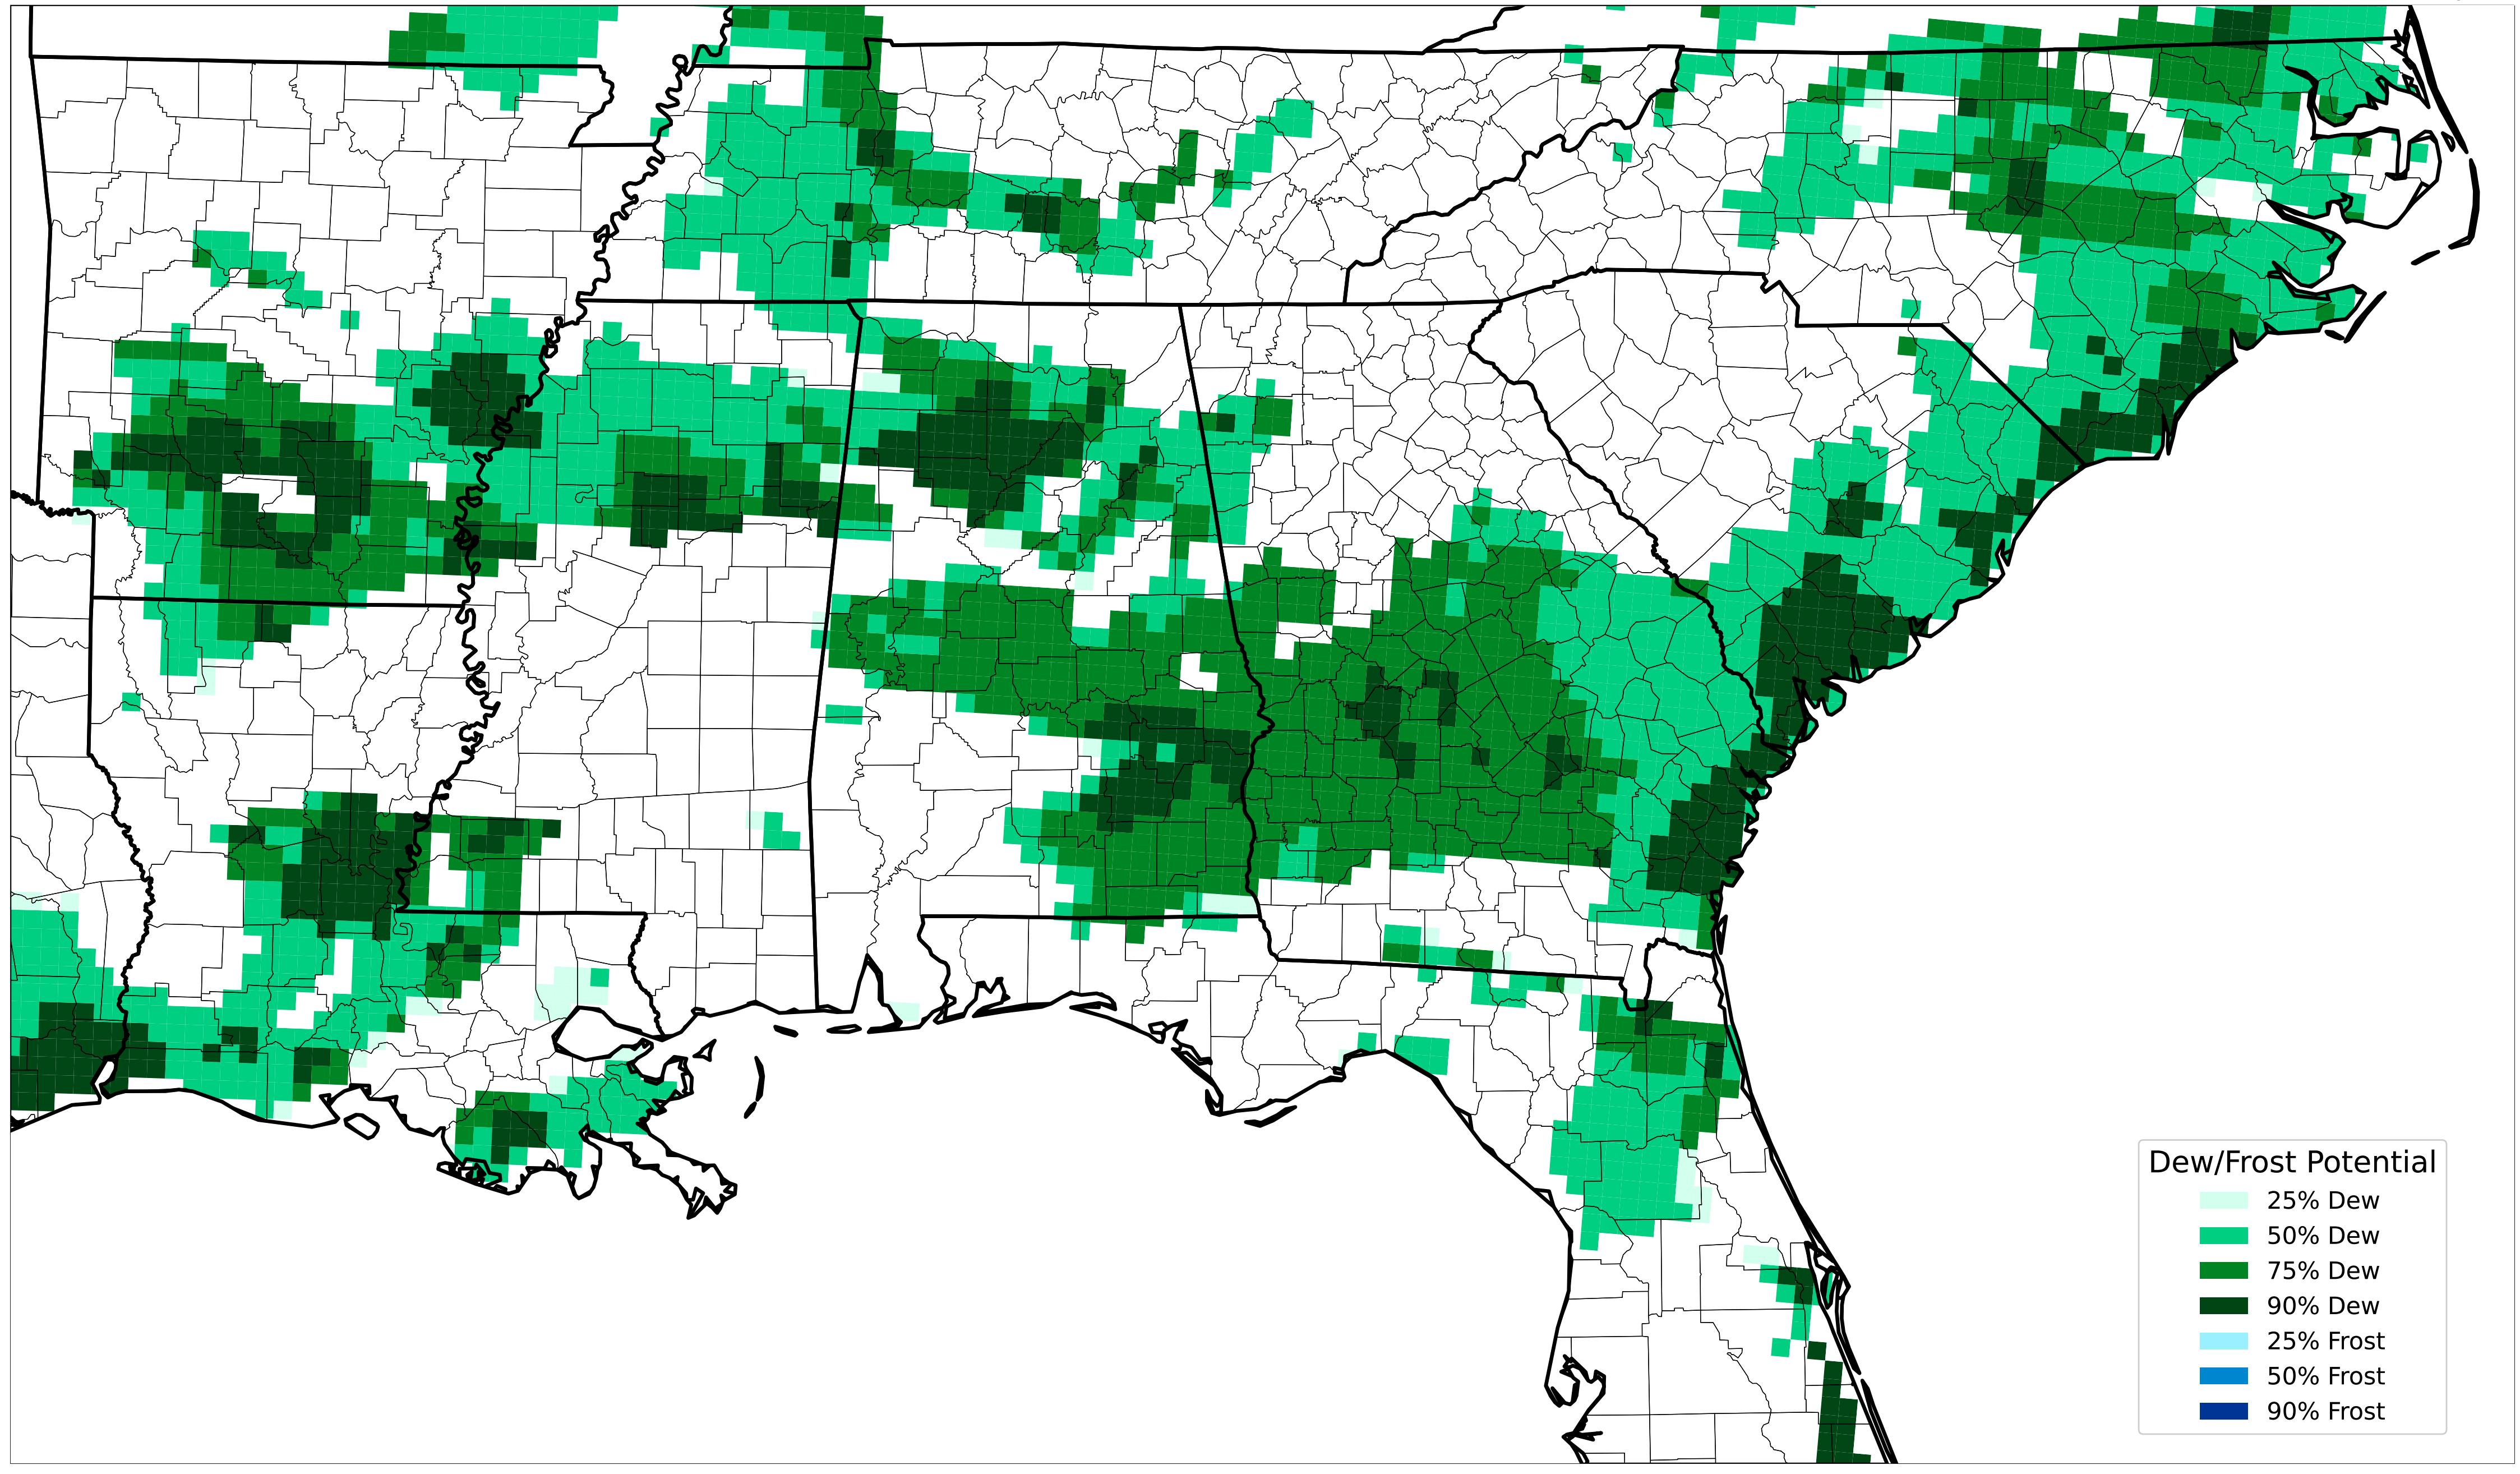 Dew/Frost Potential
25% Dew
50% Dew
75% Dew
90% Dew
25% Frost
50% Frost
90% Frost